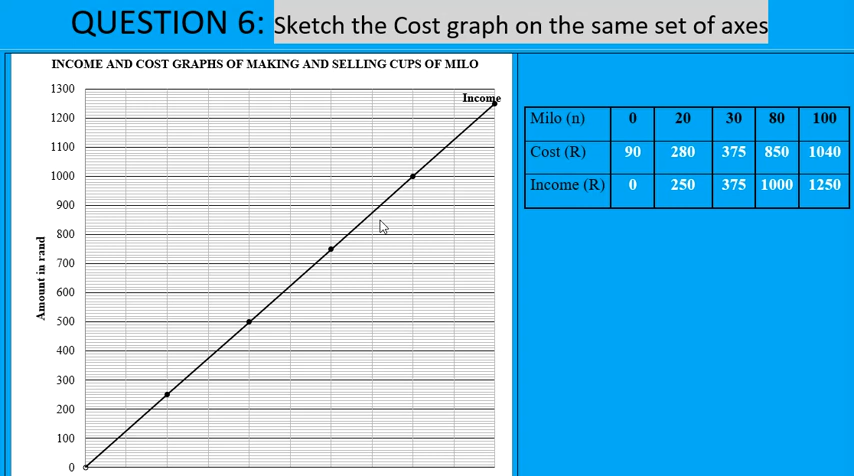 QUESTION 6: Sketch the Cost graph on the same set of axes
INCOME AND COST GRAPHS OF MAKING AND SELLING CUPS OF MILO
1300
1200
1100
1000
900
800
700
600
500
400
300
200
100
0
Amount in rand
Income
Milo (n) 0 20 30 80 100
Cost (R) 90 280 375 850 1040
Income (R) 0 250 375 1000 1250